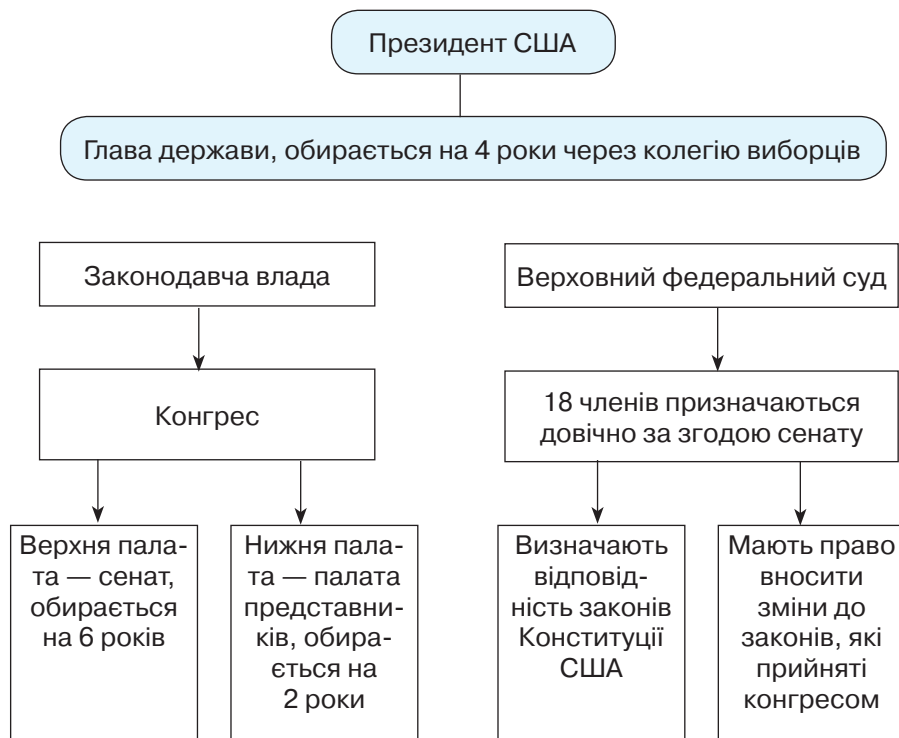 Президент США
Глава держави, обирається на 4 роки через колегію виборців
Законодавча влада
Верховний федеральний суд
Конгрес
18 членів призначаються
довічно за згодою сенату
Верхня пала-
та — сенат,
обирається
на 6 років
Нижня пала-
та — палата
представни-
ків, обира-
ється на
2 роки
Визначають
відповід-
ність законів
Конституції
США
Мають право
вносити
зміни до
законів, які
прийняті
конгресом